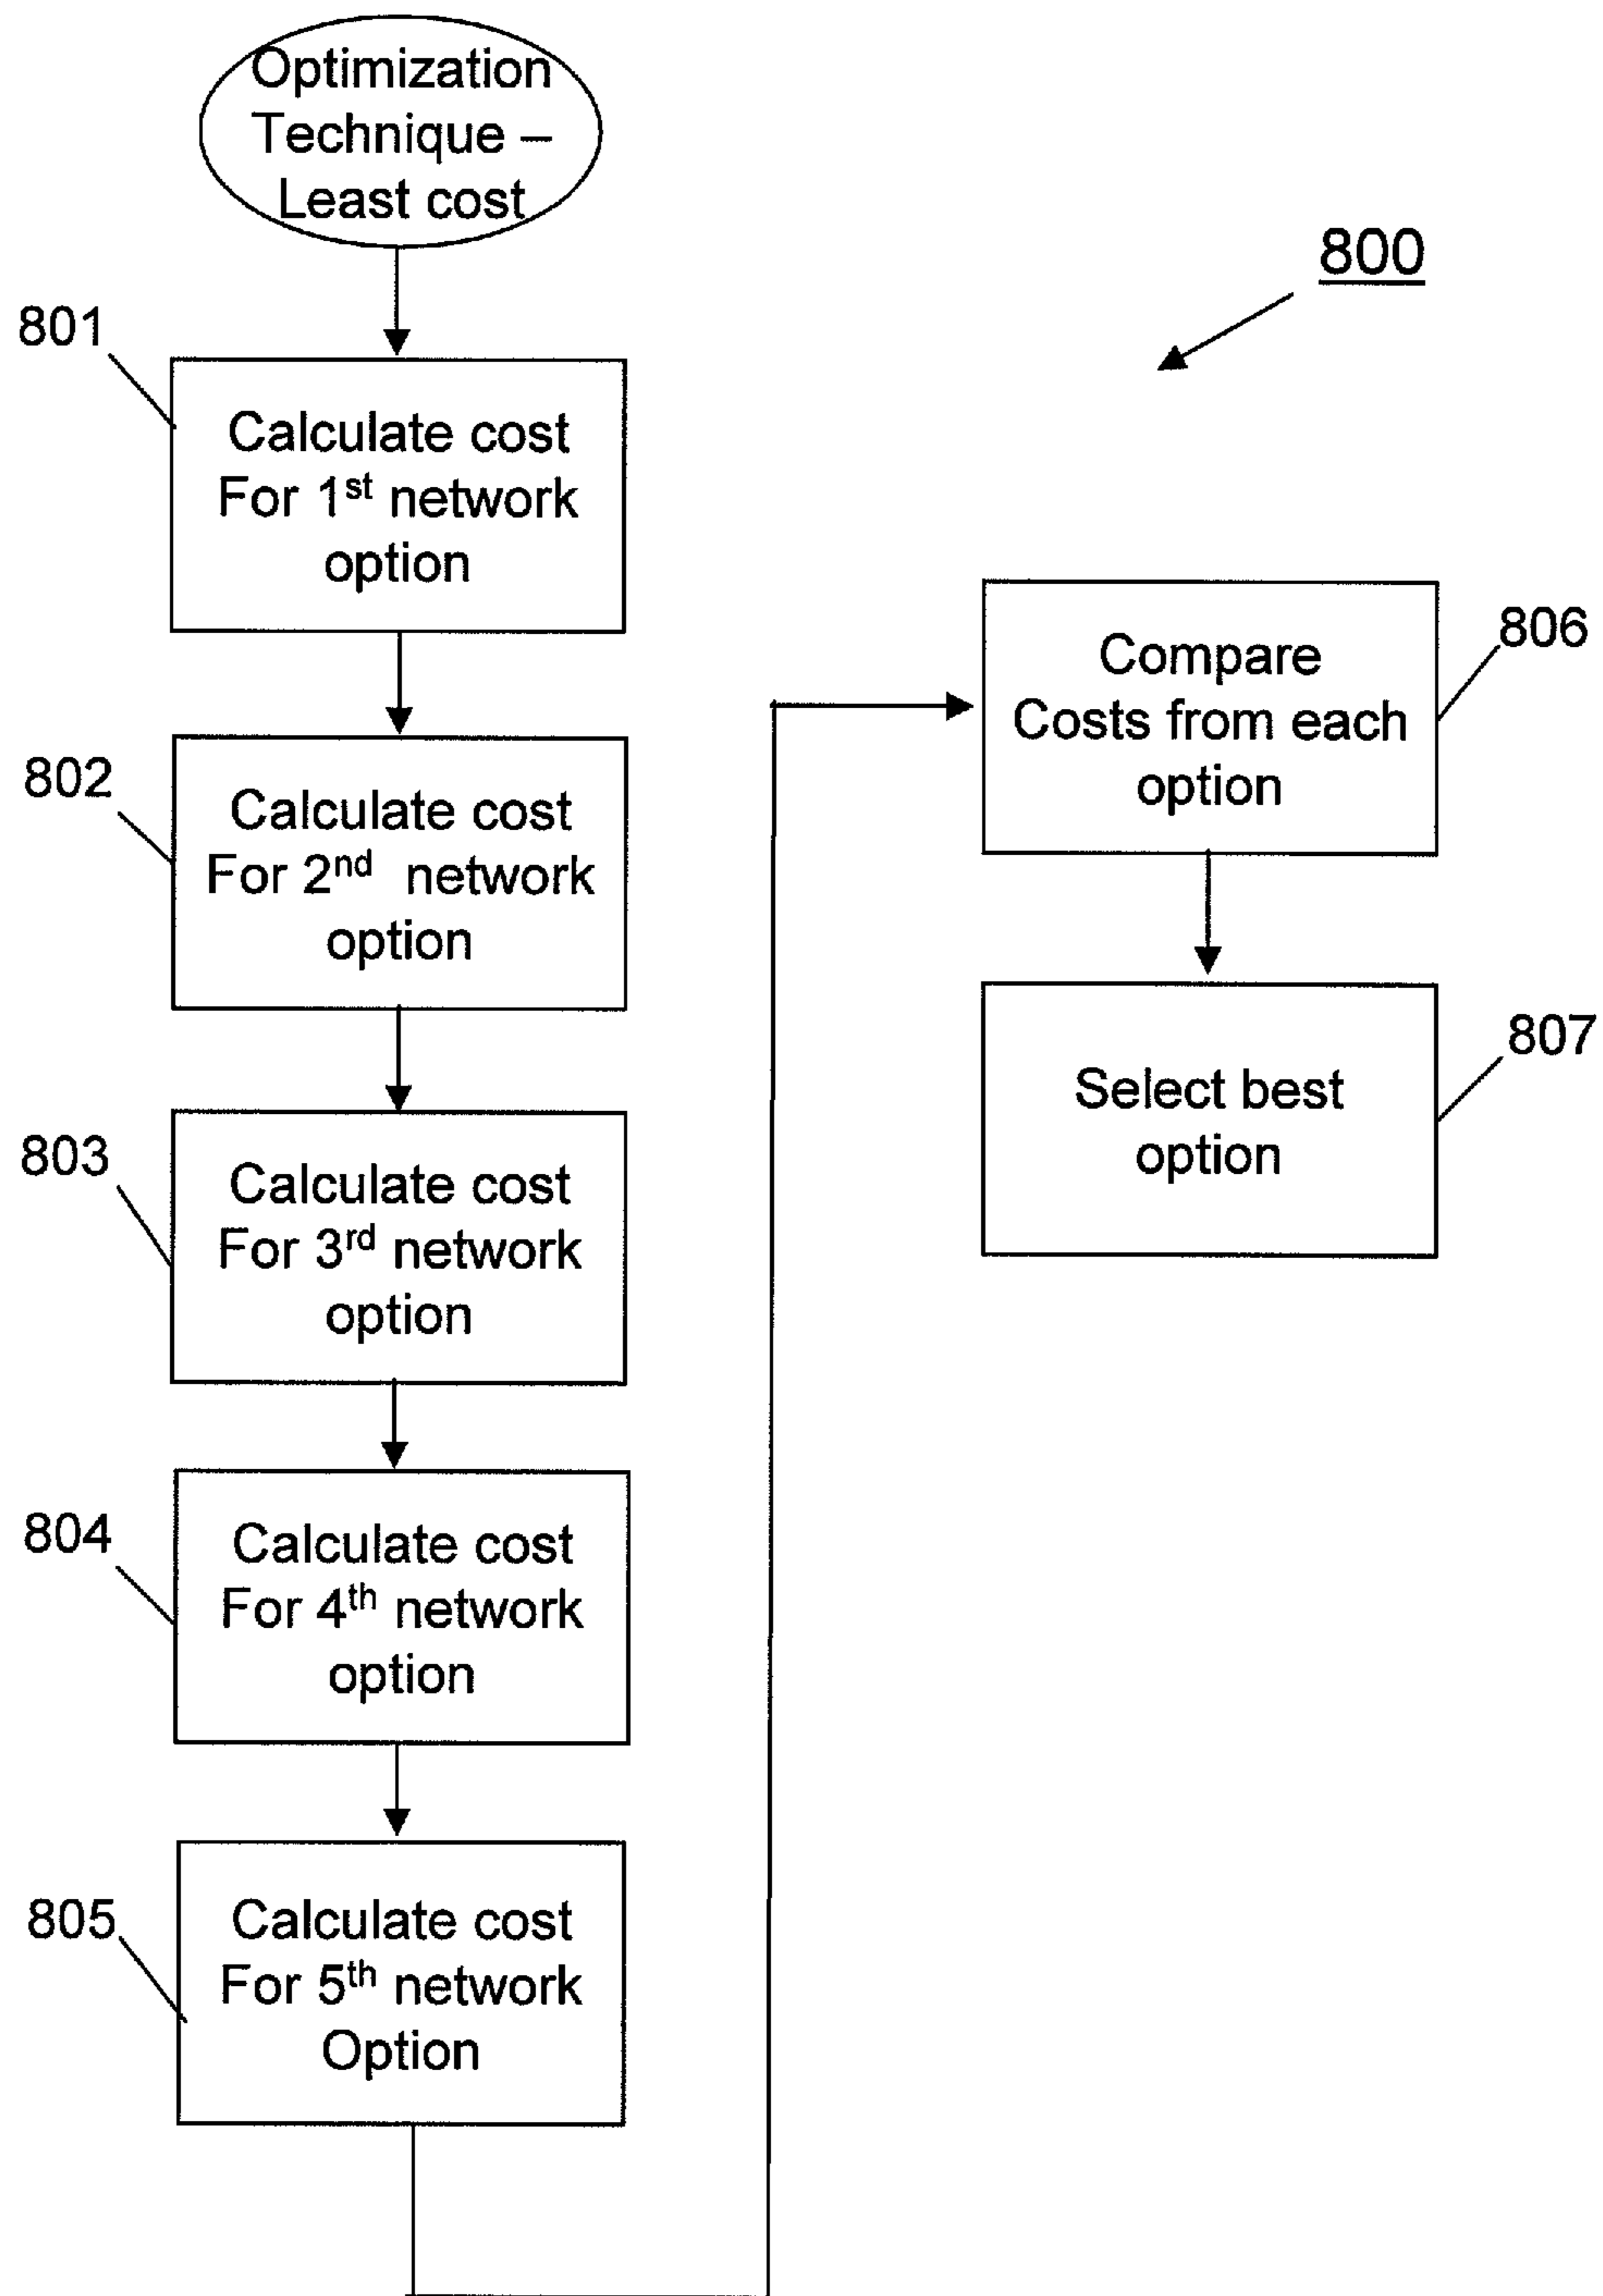 Optimization
Technique –
Least cost
800
801
Calculate cost
For 1st network
option
802
Calculate cost
For 2nd network
option
803
Calculate cost
For 3rd network
option
804
Calculate cost
For 4th network
option
805
Calculate cost
For 5th network
Option
806
Compare
Costs from each
option
807
Select best
option